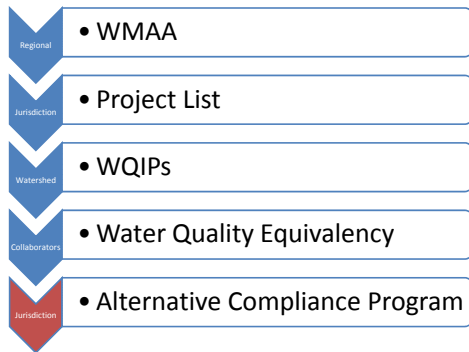 Regional
• WMAA
Jurisdiction
• Project List
Watershed
• WQIPs
Collaborators
• Water Quality Equivalency
Jurisdiction
• Alternative Compliance Program